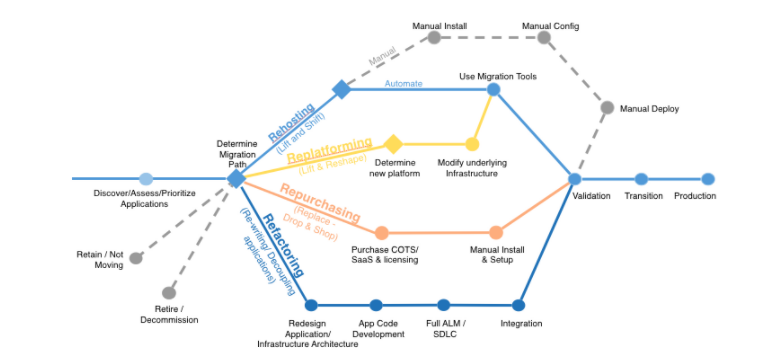 Manual Install
Manual Config
Manual
Automate
Use Migration Tools
Manual Deploy
Rehosting
(Lift and Shift)
Determine
Migration
Path
Replatforming
(Lift & Reshape)
Determine
new platform
Modify underlying
Infrastructure
Discover/Assess/Prioritize
Applications
Validation
Transition
Production
Repurchasing
(Replace -
Drop & Shop)
Purchase COTS/
SaaS & licensing
Manual Install
& Setup
Refactoring
(Re-writing/ Decoupling
applications)
Retain / Not
Moving
Retire /
Decommission
Redesign
Application/
Infrastructure Architecture
App Code
Development
Full ALM /
SDLC
Integration